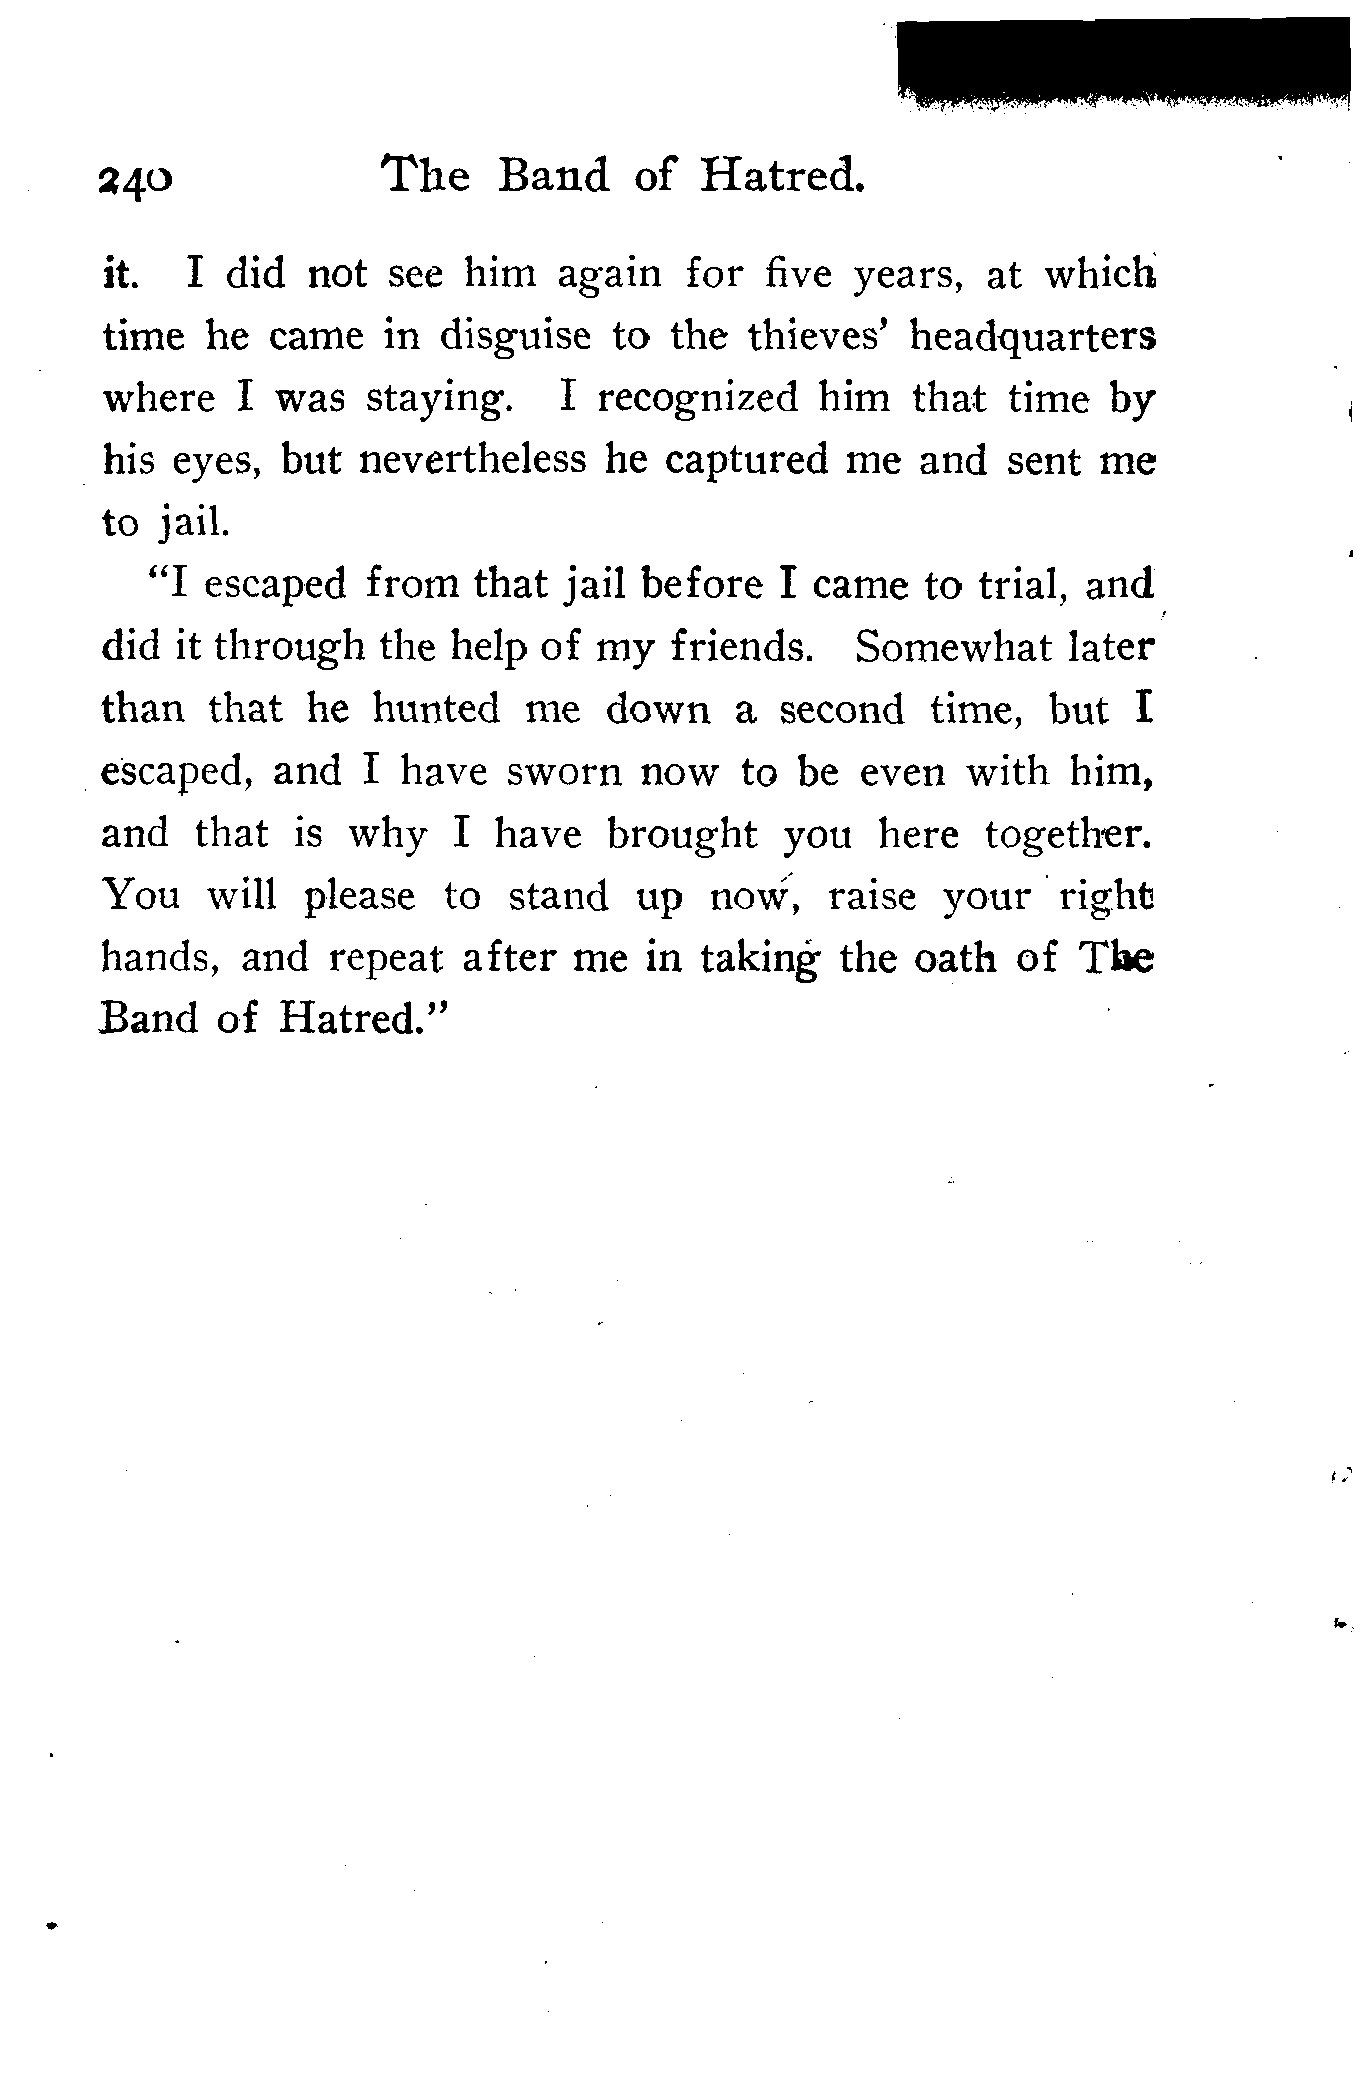 240 The Band of Hatred.
it. I did not see him again for five years, at which
time he came in disguise to the thieves' headquarters
where I was staying. I recognized him that time by
his eyes, but nevertheless he captured me and sent me
to jail.
"I escaped from that jail before I came to trial, and
did it through the help of my friends. Somewhat later
than that he hunted me down a second time, but I
escaped, and I have sworn now to be even with him,
and that is why I have brought you here together.
You will please to stand up now, raise your right
hands, and repeat after me in taking the oath of The
Band of Hatred."